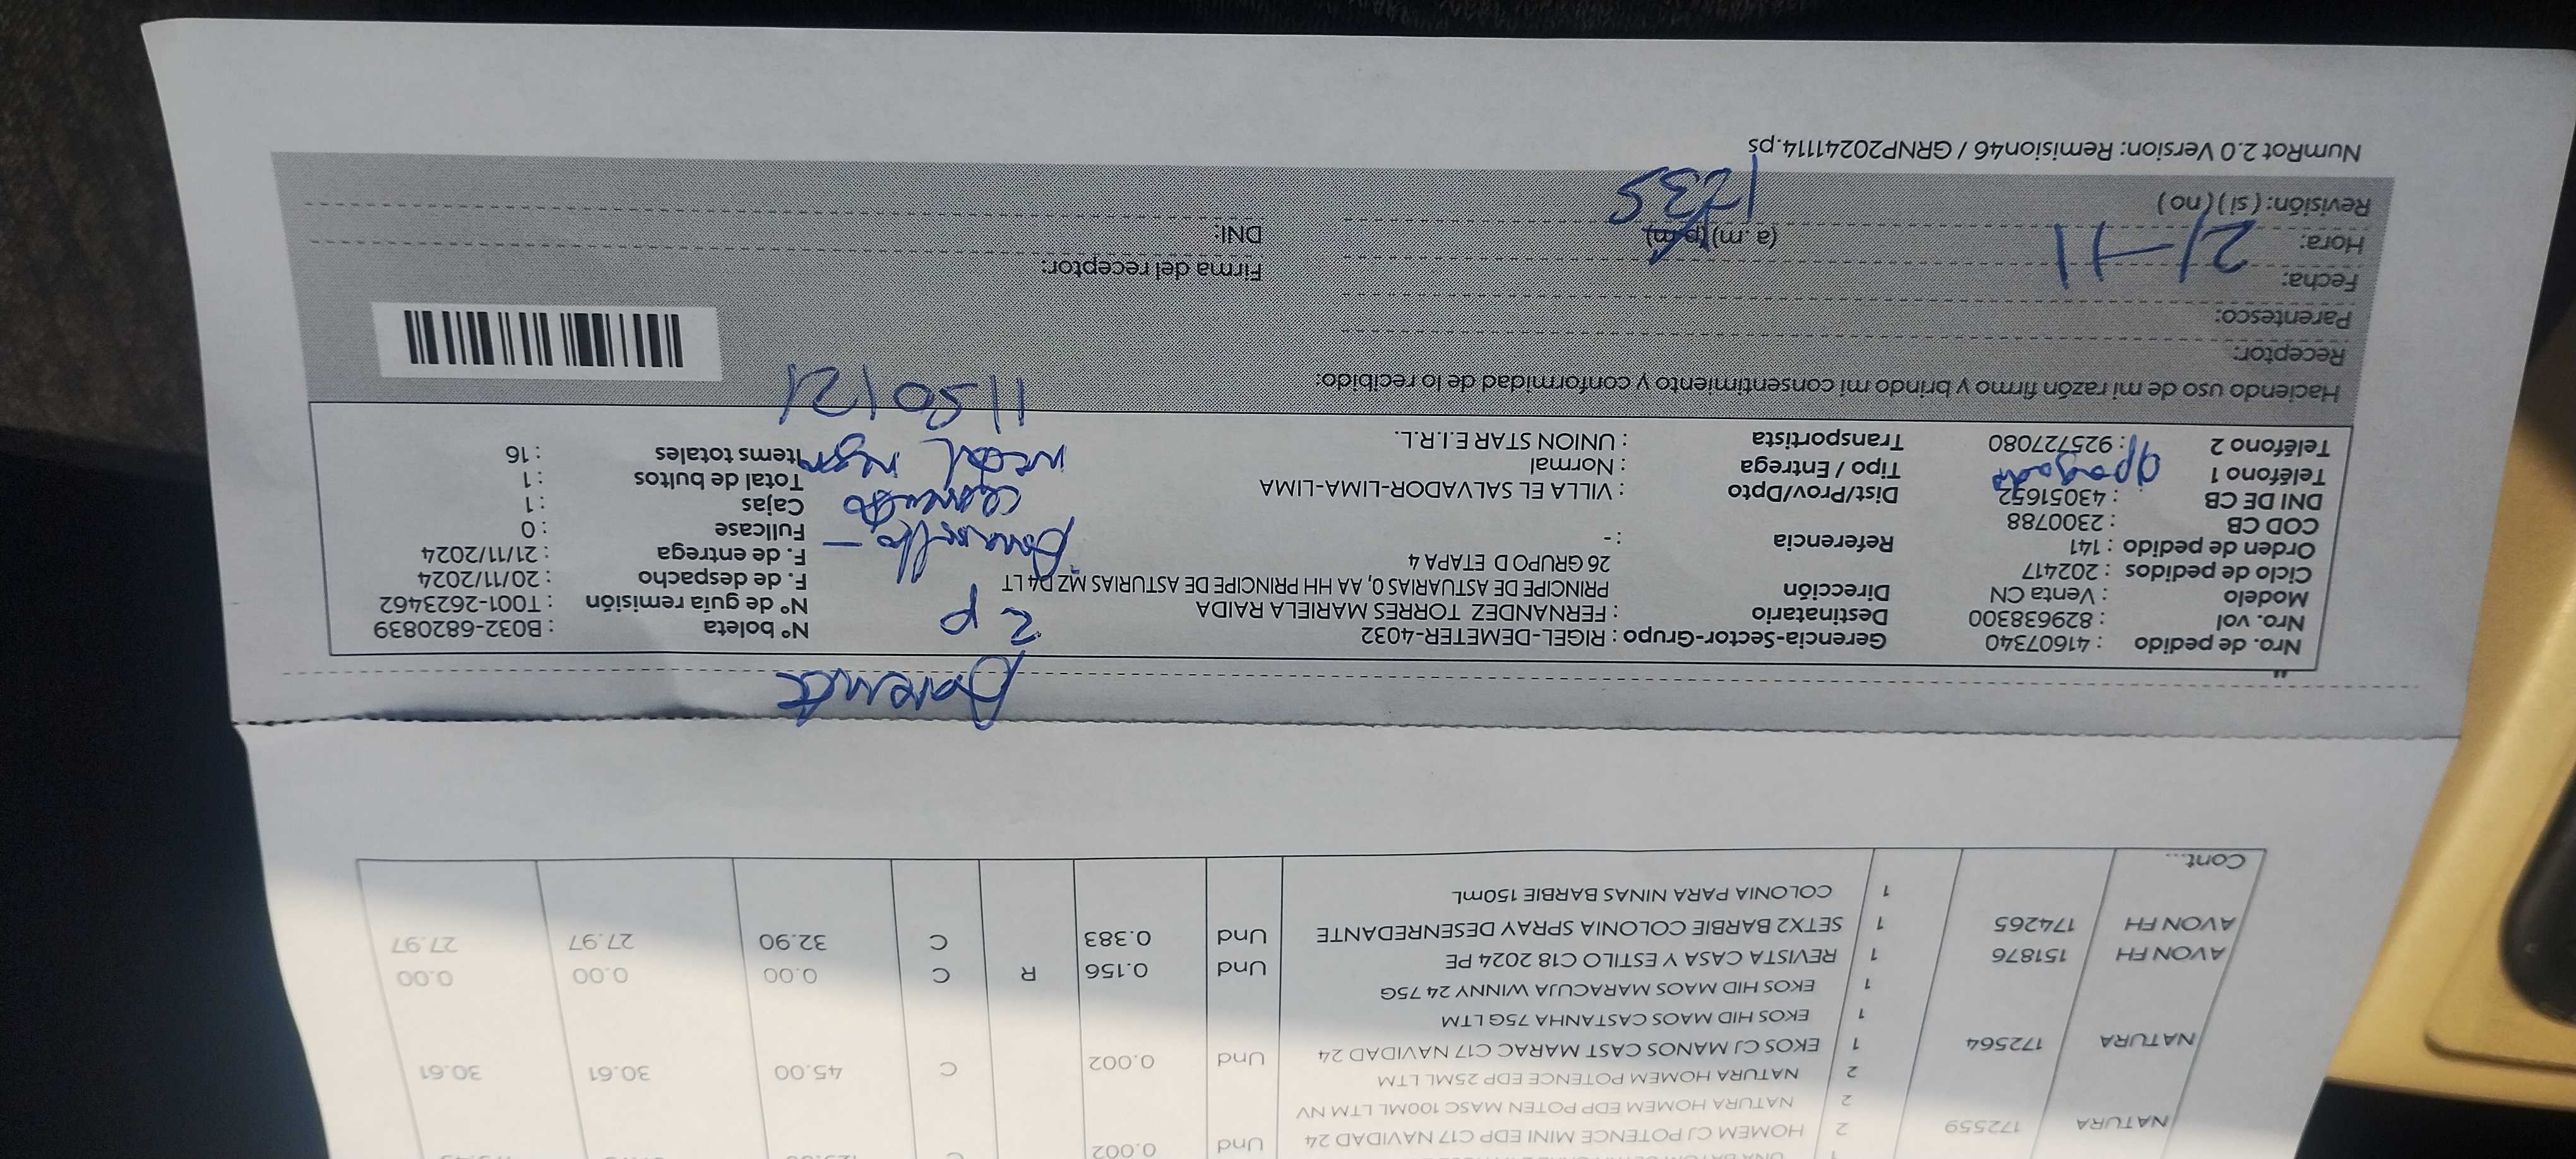 UNA BATOM
HOMEM CJ POTENCE MINI EDP C17 NAVIDAD 24
NATURA 172559 2 Und 0.002
2 NATURA HOMEM EDP POTEN MASC 100ML LTM NV
2 NATURA HOMEM POTENCE EDP 25ML LTM
NATURA 172564 1 EKOS CJ MANOS CAST MARAC C17 NAVIDAD 24 Und 0.002 C 45.00 30.61 30.61
1 EKOS HID MAOS CASTANHA 75G LTM
1 EKOS HID MAOS MARACUJA WINNY 24 75G
AVON FH 151876 1 REVISTA CASA Y ESTILO C18 2024 PE Und 0.156 R C 0.00 0.00 0.00
AVON FH 174265 1 SETX2 BARBIE COLONIA SPRAY DESENREDANTE Und 0.383 C 32.90 27.97 27.97
1 COLONIA PARA NINAS BARBIE 150mL
Cont...
Ausente
Nro. de pedido : 41607340 Gerencia-Sector-Grupo : RIGEL-DEMETER-4032 Nº boleta : B032-6820839
Nro. vol : 829638300 Destinatario : FERNANDEZ TORRES MARIELA RAIDA Nº de guía remisión : T001-2623462
2 P
Modelo : Venta CN Dirección PRINCIPE DE ASTUARIAS 0, AA HH PRINCIPE DE ASTURIAS MZ D4 LT F. de despacho : 20/11/2024
Ciclo de pedidos : 202417 26 GRUPO D ETAPA 4 F. de entrega : 21/11/2024
Orden de pedido : 141 Referencia : - Fullcase : 0
COD CB : 2300788 Cajas : 1
DNI DE CB : 43051652 Dist/Prov/Dpto : VILLA EL SALVADOR-LIMA-LIMA Total de bultos : 1
Teléfono 1 apagado Tipo / Entrega : Normal Items totales : 16
Teléfono 2 : 925727080 Transportista : UNION STAR E.I.R.L.
cemento
negra
Haciendo uso de mi razón firmo y brindo mi consentimiento y conformidad de lo recibido:
Receptor:
Parentesco:
Fecha: 21-11 Firma del receptor:
Hora: (a.m) (p.m) DNI:
Revisión: (si) (no) 1235
NumRot 2.0 Version: Remision46 / GRNP20241114.ps